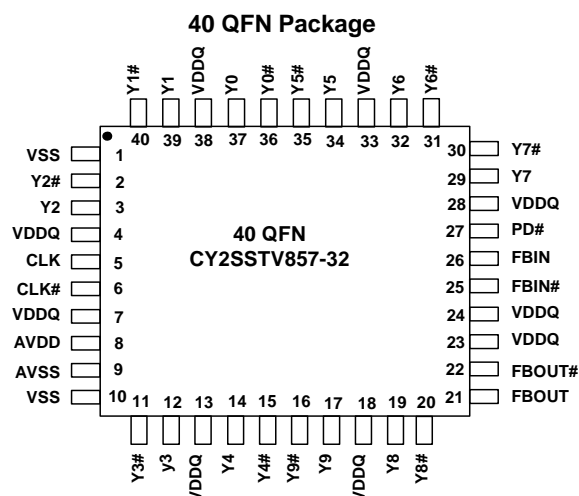 40 QFN Package
Y1# Y1 VDDQ Y0 Y0# Y5# Y5 VDDQ Y6 Y6#
40 39 38 37 36 35 34 33 32 31
VSS 1
Y2# 2
Y2 3
VDDQ 4
CLK 5
CLK# 6
VDDQ 7
AVDD 8
AVSS 9
VSS 10
40 QFN
CY2SSTV857-32
30 Y7#
29 Y7
28 VDDQ
27 PD#
26 FBIN
25 FBIN#
24 VDDQ
23 VDDQ
22 FBOUT#
21 FBOUT
11 12 13 14 15 16 17 18 19 20
Y3# y3 VDDQ Y4 Y4# Y9# Y9 VDDQ Y8 Y8#